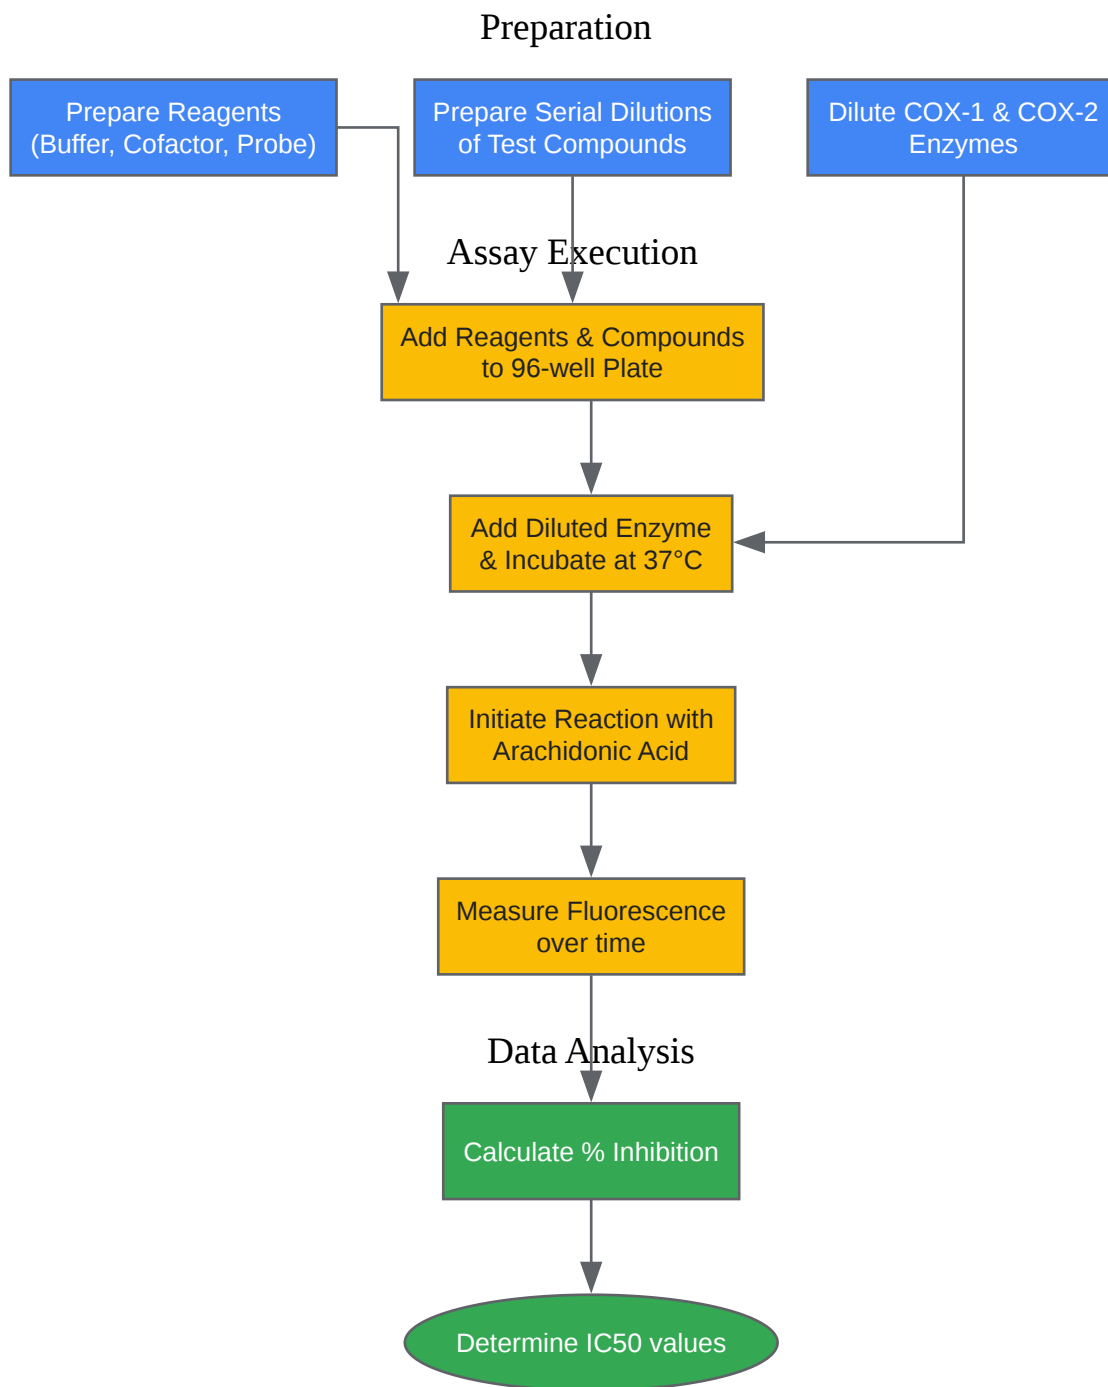 Preparation
Prepare Reagents
(Buffer, Cofactor, Probe)
Prepare Serial Dilutions
of Test Compounds
Dilute COX-1 & COX-2
Enzymes
Assay Execution
Add Reagents & Compounds
to 96-well Plate
Add Diluted Enzyme
& Incubate at 37°C
Initiate Reaction with
Arachidonic Acid
Measure Fluorescence
over time
Data Analysis
Calculate % Inhibition
Determine IC50 values